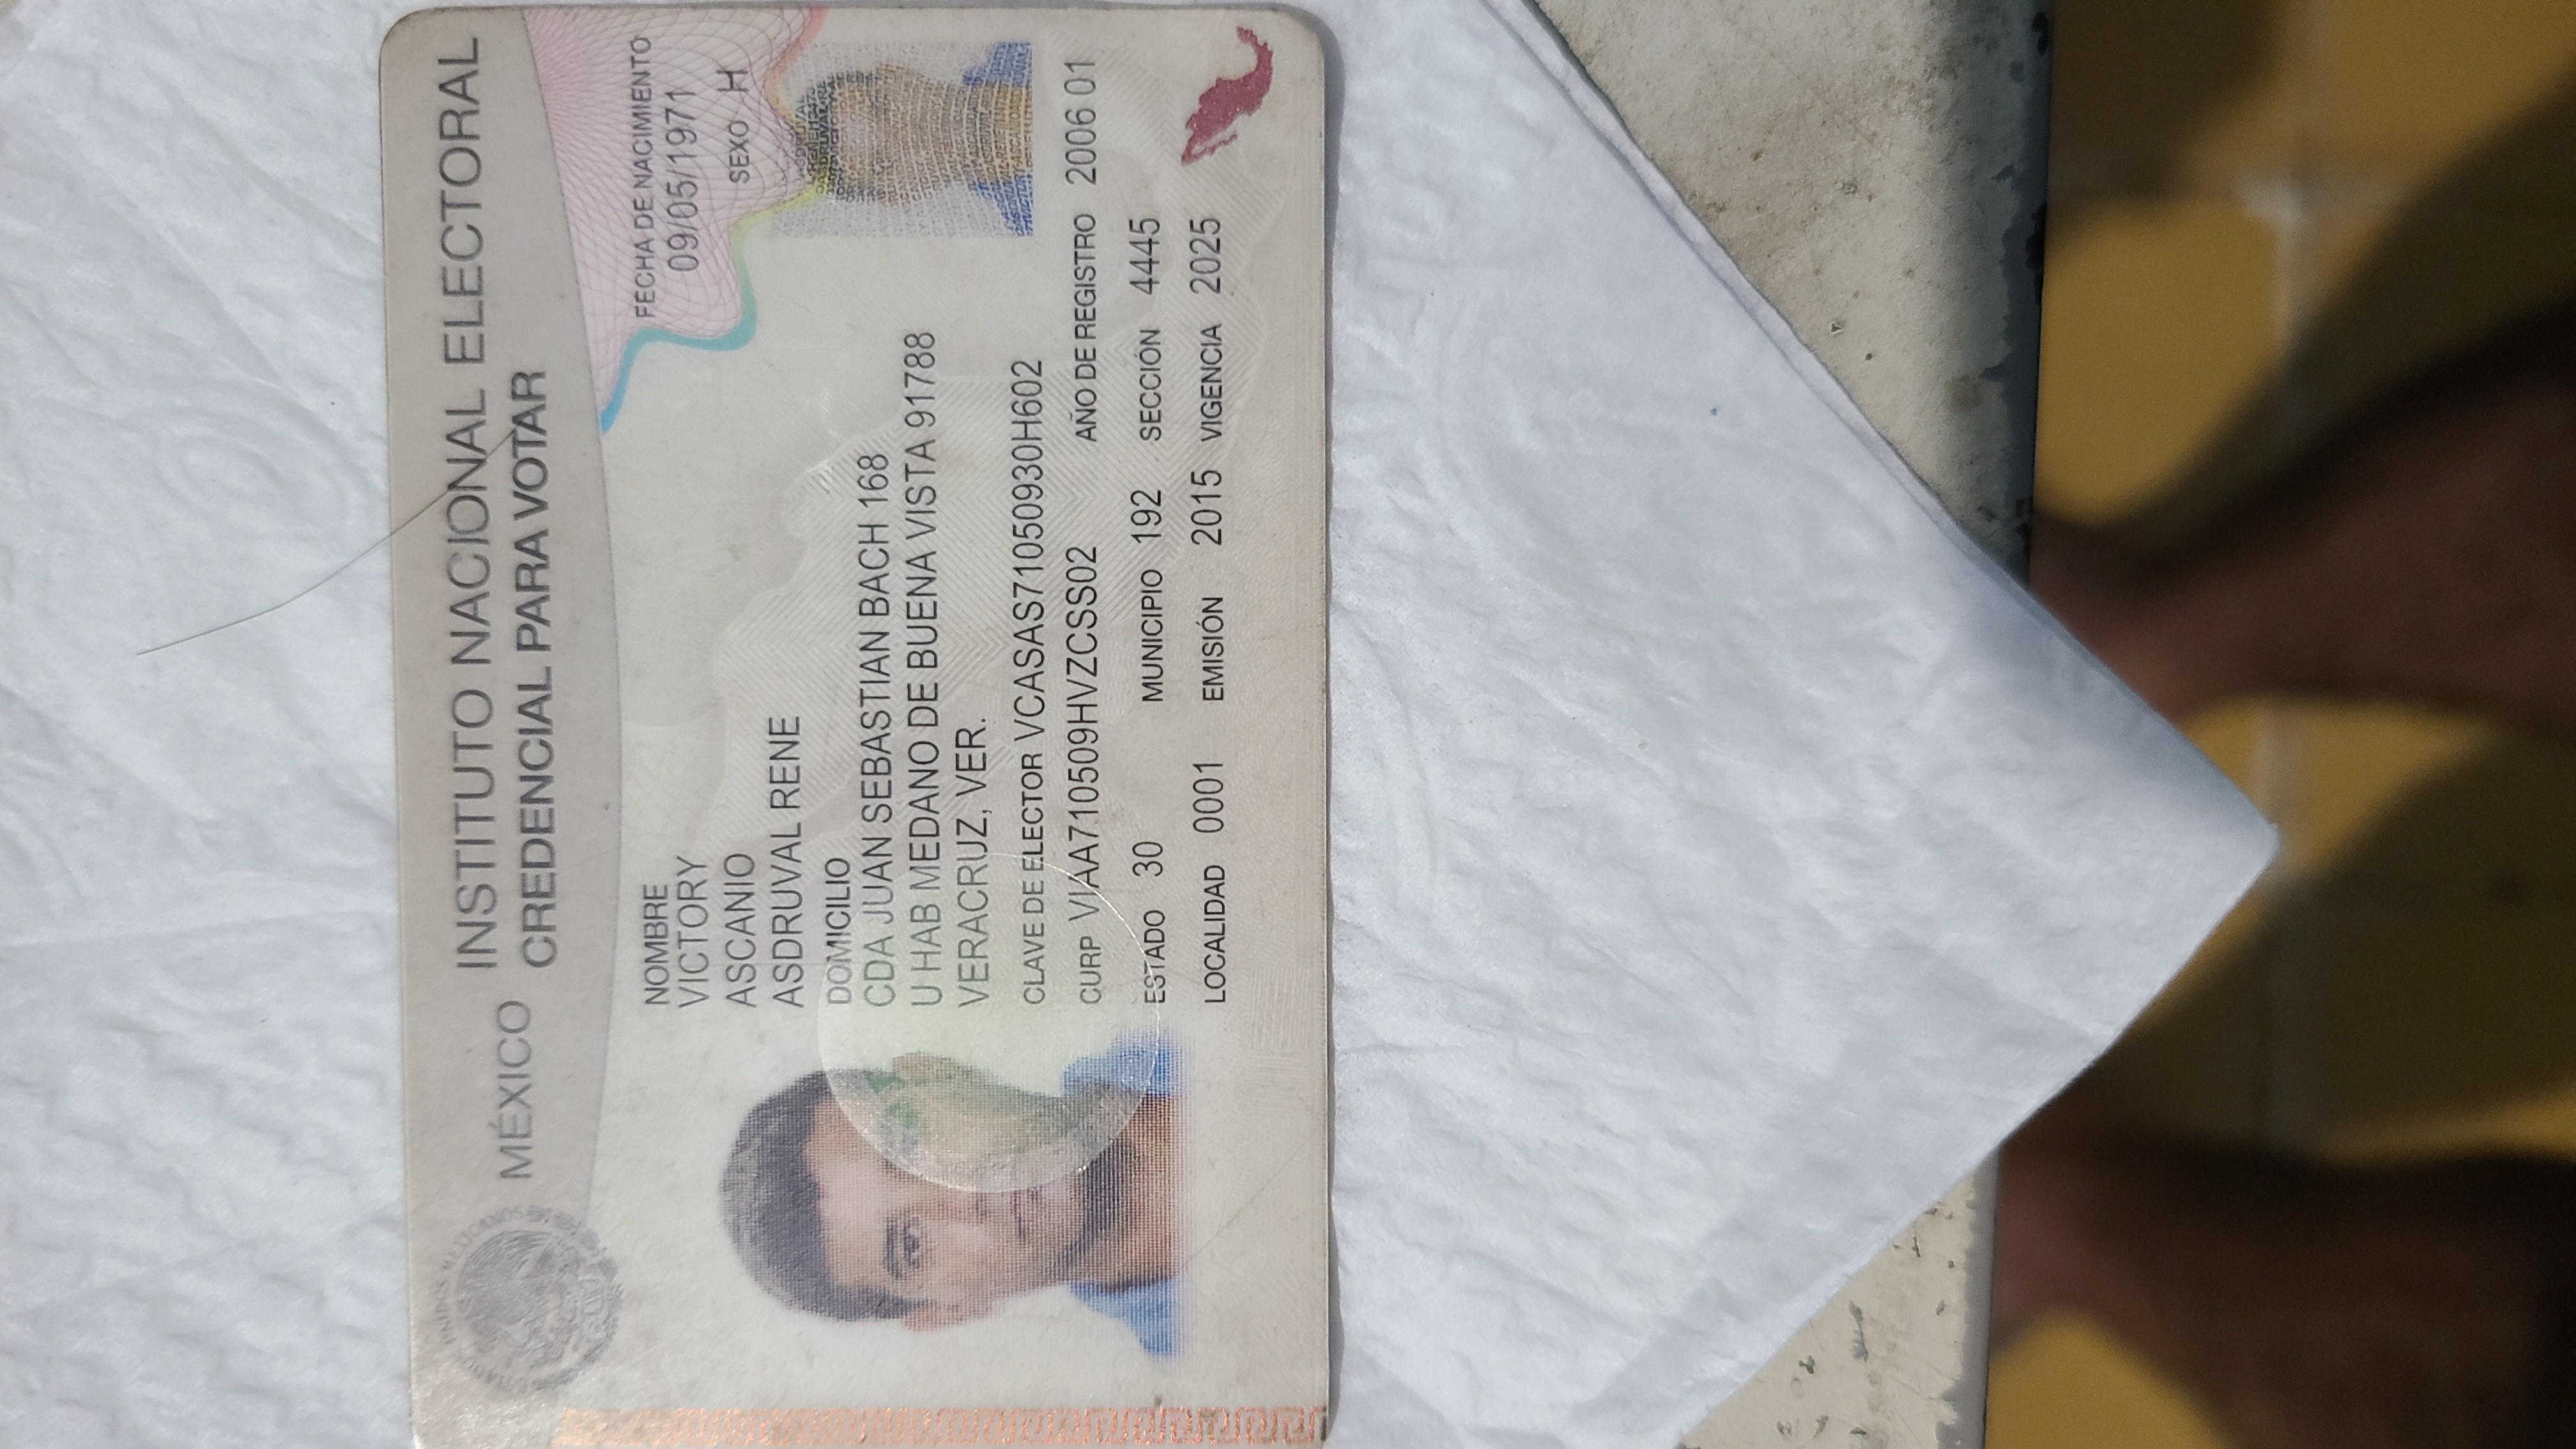 MÉXICO INSTITUTO NACIONAL ELECTORAL
CREDENCIAL PARA VOTAR
NOMBRE
VICTORY
ASCANIO
ASDRUVAL RENE
FECHA DE NACIMIENTO
09/05/1971
SEXO H
DOMICILIO
CDA JUAN SEBASTIAN BACH 168
U HAB MEDANO DE BUENA VISTA 91788
VERACRUZ, VER.
CLAVE DE ELECTOR VCASAS71050930H602
CURP VIAA710509HVZCSS02 AÑO DE REGISTRO 2006 01
ESTADO 30 MUNICIPIO 192 SECCIÓN 4445
LOCALIDAD 0001 EMISIÓN 2015 VIGENCIA 2025